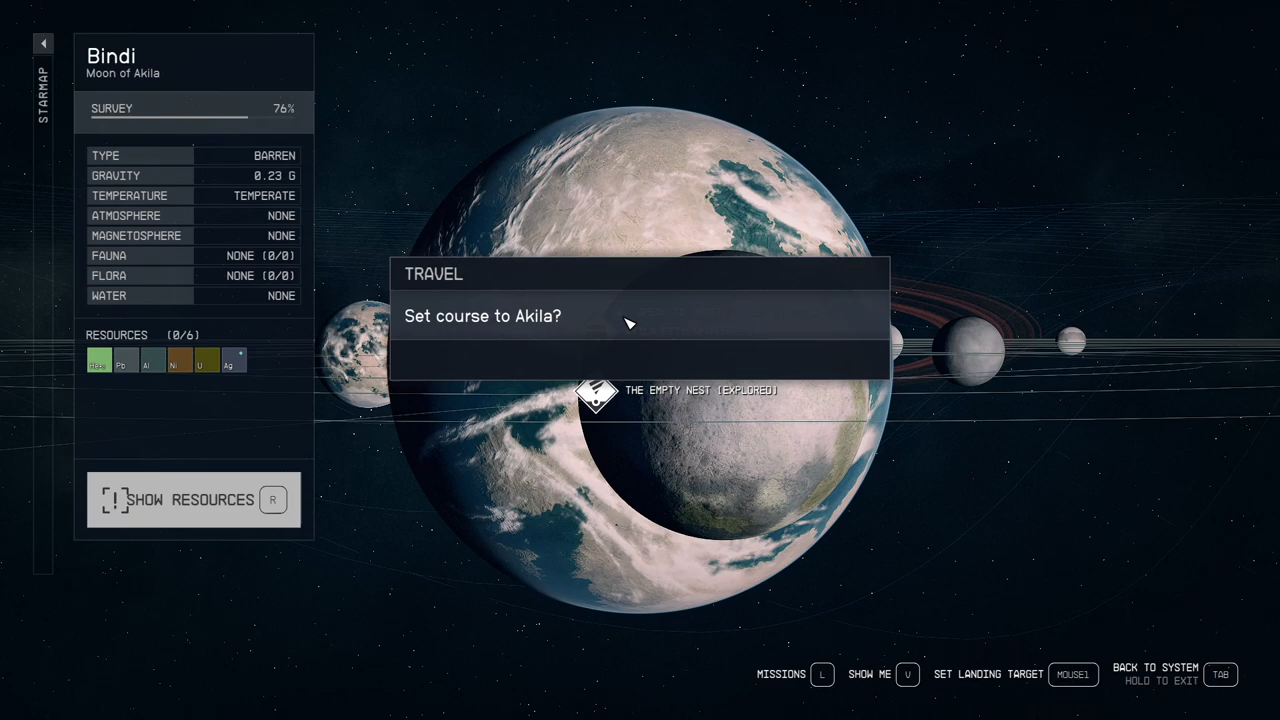 STARMAP
Bindi
Moon of Akila
SURVEY 76%
TYPE BARREN
GRAVITY 0.23 G
TEMPERATURE TEMPERATE
ATMOSPHERE NONE
MAGNETOSPHERE NONE
FAUNA NONE (0/0)
FLORA NONE (0/0)
WATER NONE
RESOURCES (0/6)
Pb Al Ni U Ag
[!] SHOW RESOURCES R
TRAVEL
Set course to Akila?
THE EMPTY NEST [EXPLORED]
MISSIONS L SHOW ME V SET LANDING TARGET MOUSE1 BACK TO SYSTEM TAB
HOLD TO EXIT